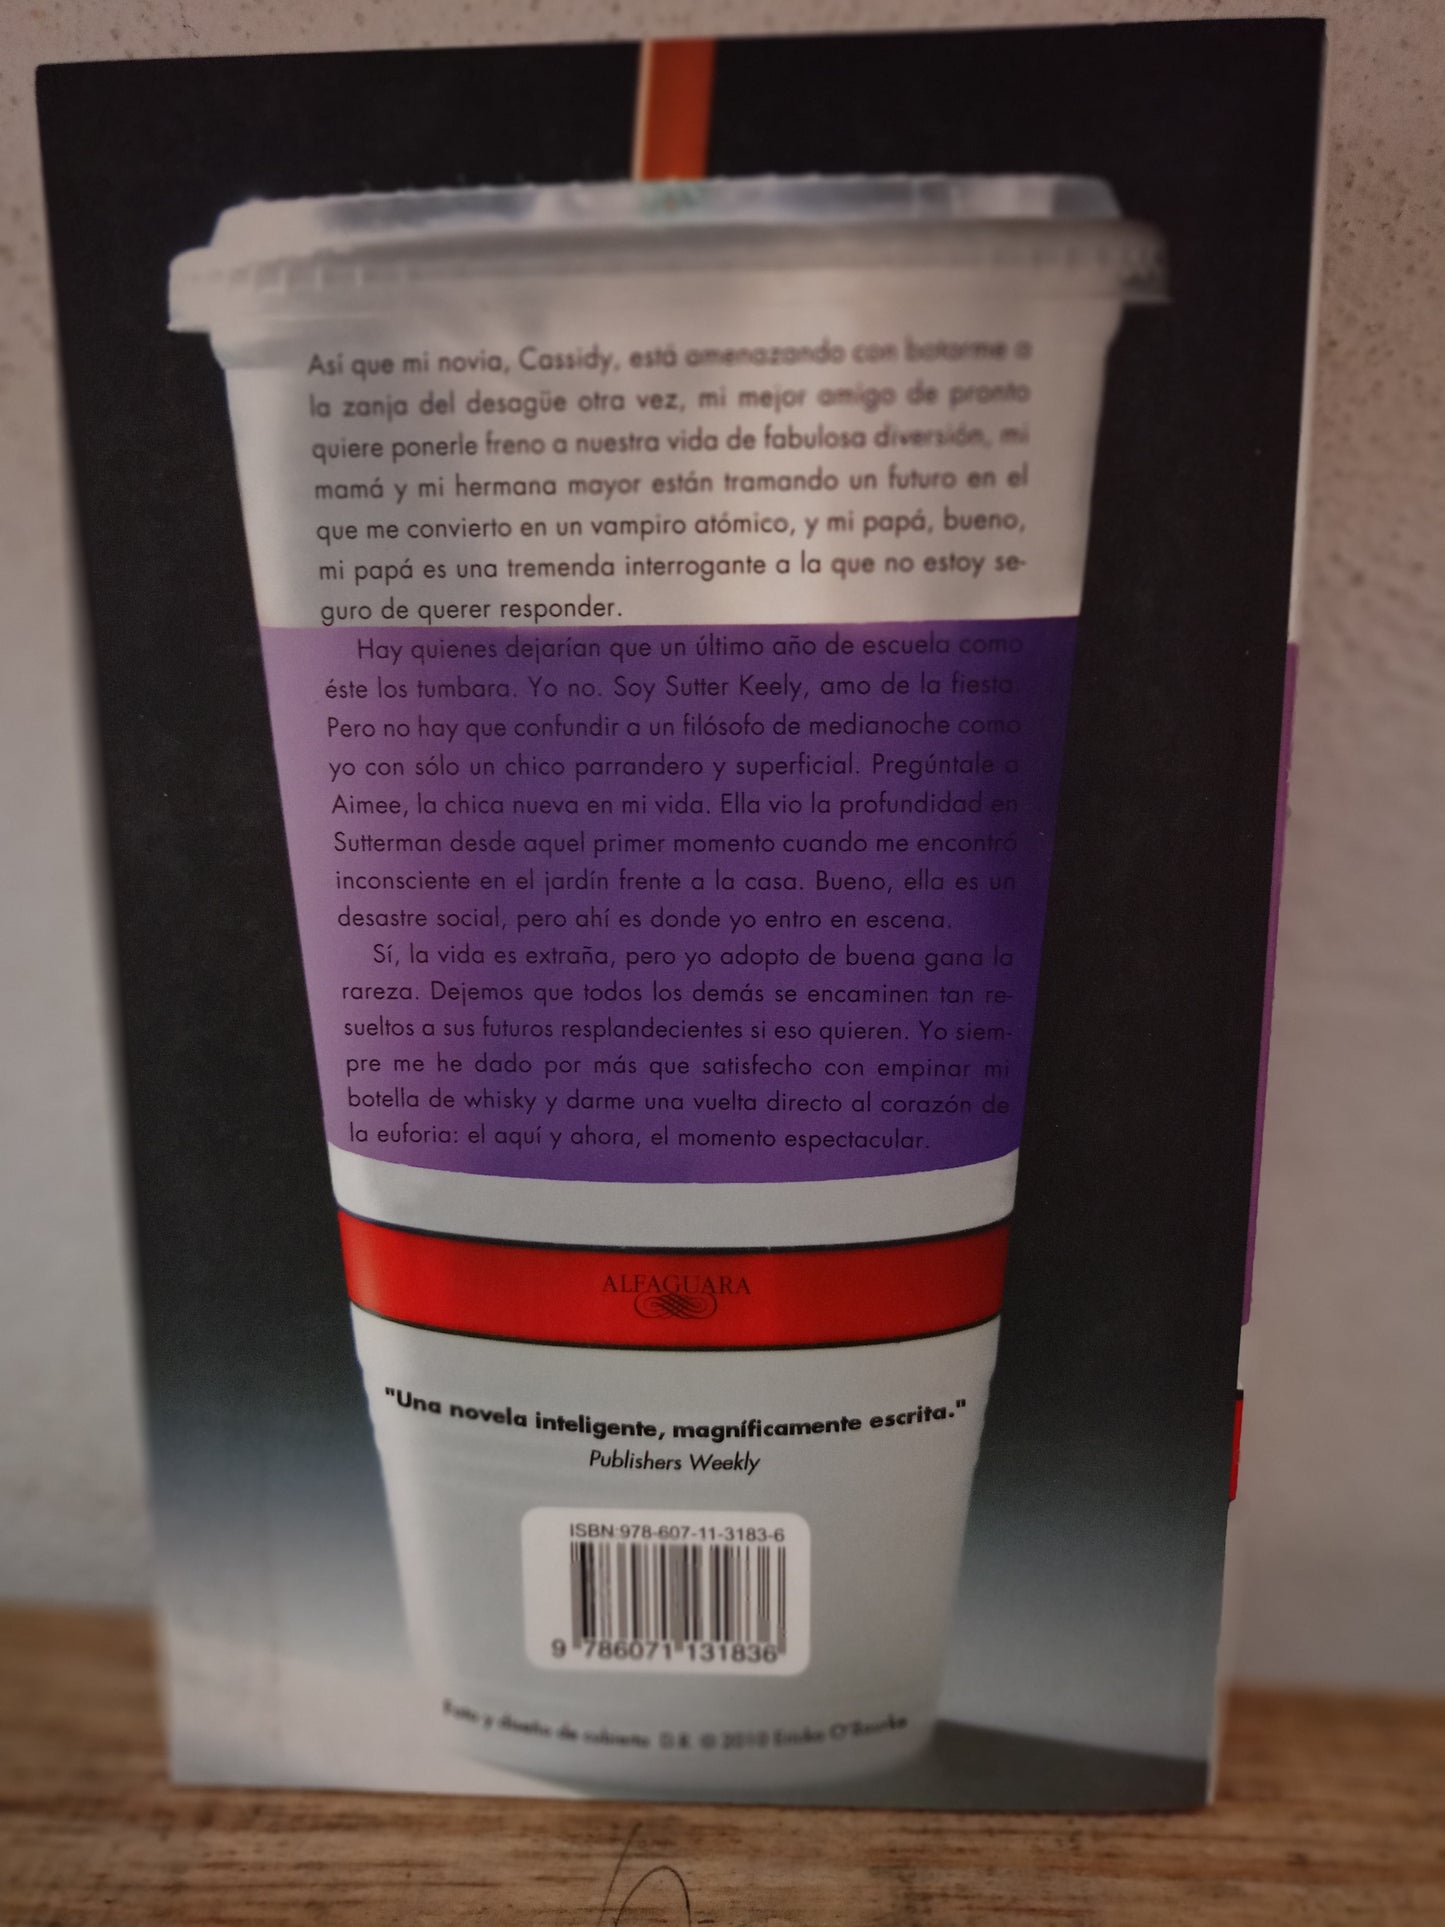 Así que mi novia, Cassidy, está amenazando con botarme a
la zanja del desagüe otra vez, mi mejor amigo de pronto
quiere ponerle freno a nuestra vida de fabulosa diversión, mi
mamá y mi hermana mayor están tramando un futuro en el
que me convierto en un vampiro atómico, y mi papá, bueno,
mi papá es una tremenda interrogante a la que no estoy se-
guro de querer responder.
Hay quienes dejarían que un último año de escuela como
éste los tumbara. Yo no. Soy Sutter Keely, amo de la fiesta.
Pero no hay que confundir a un filósofo de medianoche como
yo con sólo un chico parrandero y superficial. Pregúntale a
Aimee, la chica nueva en mi vida. Ella vio la profundidad en
Sutterman desde aquel primer momento cuando me encontró
inconsciente en el jardín frente a la casa. Bueno, ella es un
desastre social, pero ahí es donde yo entro en escena.
Sí, la vida es extraña, pero yo adopto de buena gana la
rareza. Dejemos que todos los demás se encaminen tan re-
sueltos a sus futuros resplandecientes si eso quieren. Yo siem-
pre me he dado por más que satisfecho con empinar mi
botella de whisky y darme una vuelta directo al corazón de
la euforia: el aquí y ahora, el momento espectacular.
ALFAGUARA
"Una novela inteligente, magníficamente escrita."
Publishers Weekly
ISBN 978-607-11-3183-6
9 786071 131836
y diseño de cubierta D.R. © 2010 O'Rourke